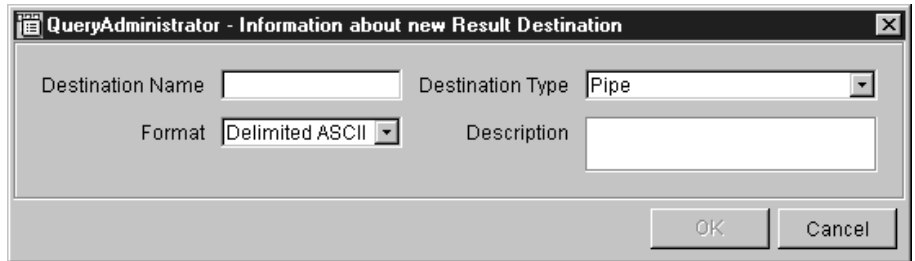 QueryAdministrator - Information about new Result Destination
Destination Name Destination Type Pipe
Format Delimited ASCII Description
OK Cancel